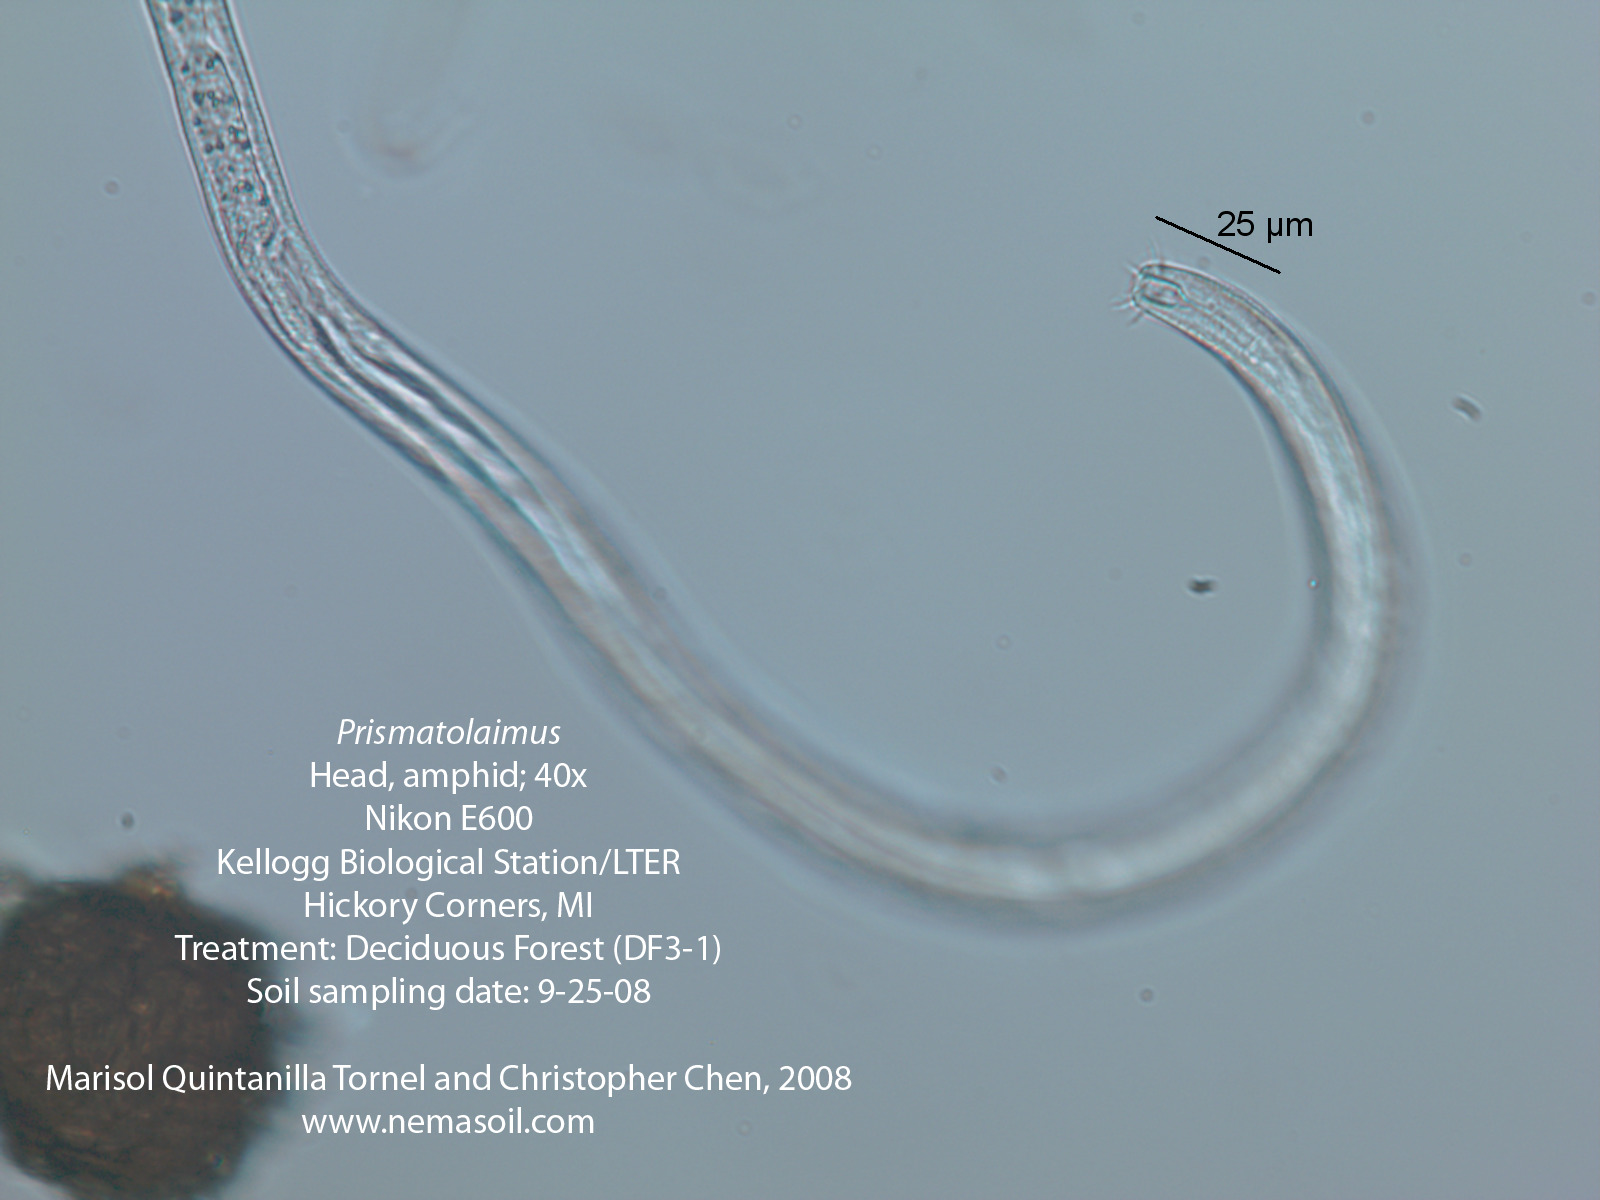 25 µm
Prismatolaimus
Head, amphid; 40x
Nikon E600
Kellogg Biological Station/LTER
Hickory Corners, MI
Treatment: Deciduous Forest (DF3-1)
Soil sampling date: 9-25-08
Marisol Quintanilla Tornel and Christopher Chen, 2008
www.nemasoil.com